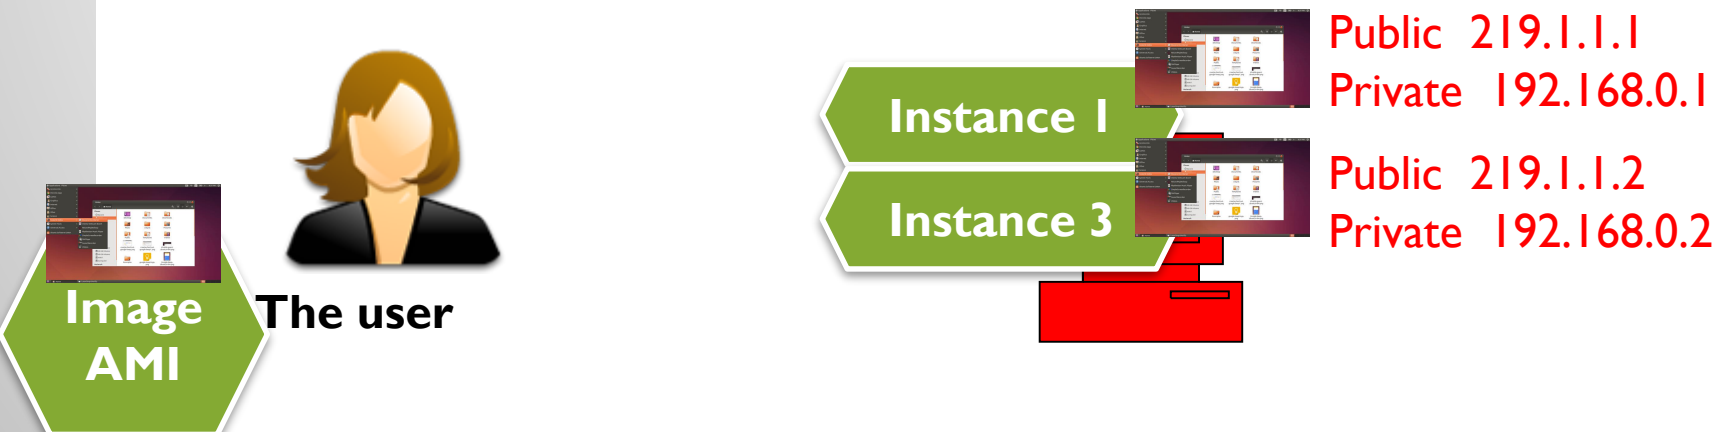 Public 219.1.1.1
Private 192.168.0.1
Instance 1
Public 219.1.1.2
Private 192.168.0.2
Instance 3
Image
AMI
The user